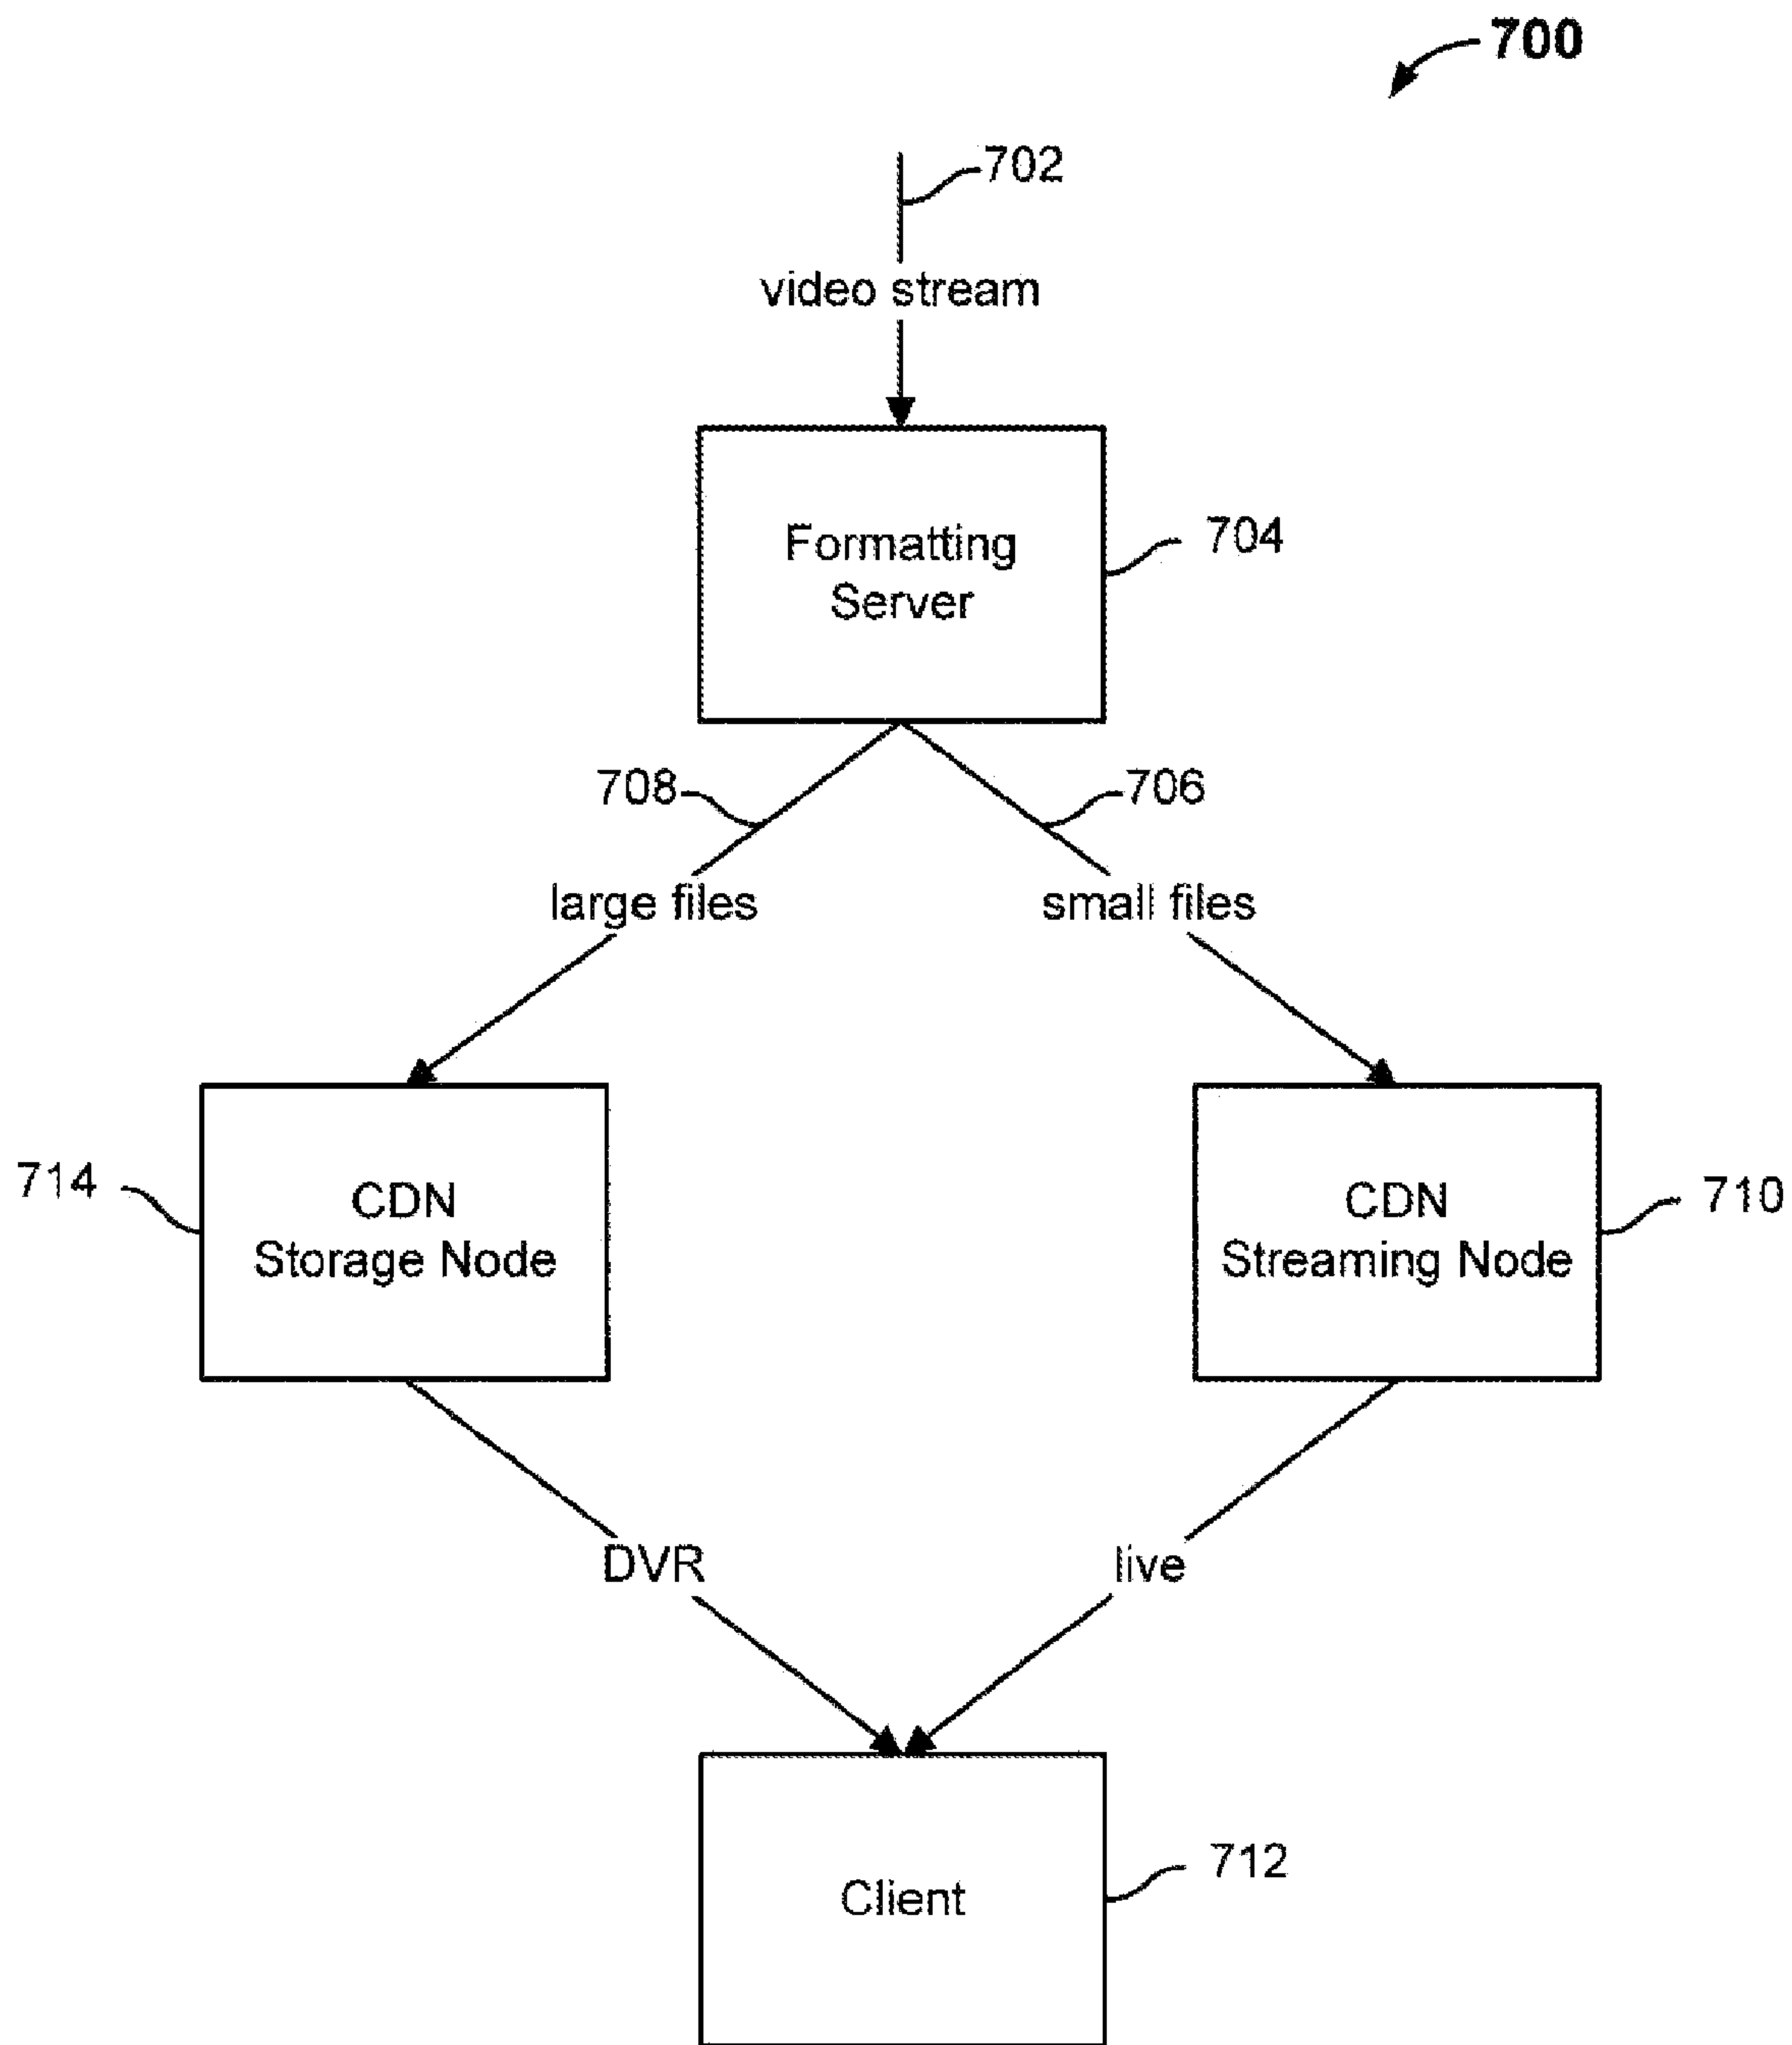 700
702
video stream
Formatting
Server
704
708
706
large files
small files
714
CDN
Storage Node
CDN
Streaming Node
710
DVR
live
Client
712